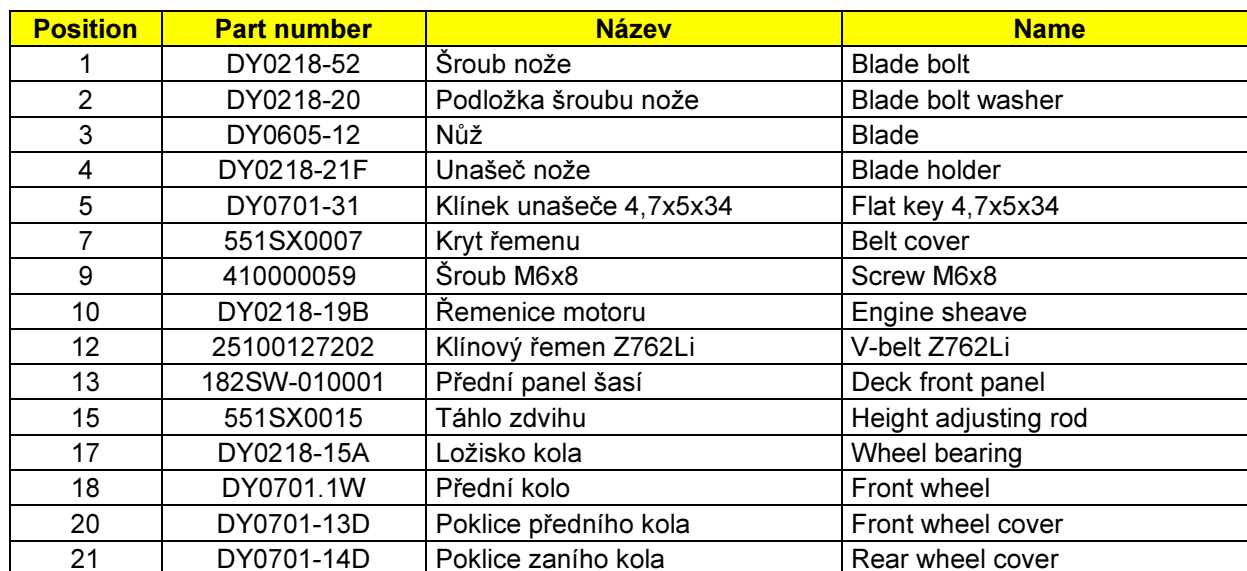 Position Part number Název Name
1 DY0218-52 Šroub nože Blade bolt
2 DY0218-20 Podložka šroubu nože Blade bolt washer
3 DY0605-12 Nůž Blade
4 DY0218-21F Unašeč nože Blade holder
5 DY0701-31 Klínek unašeče 4,7x5x34 Flat key 4,7x5x34
7 551SX0007 Kryt řemenu Belt cover
9 410000059 Šroub M6x8 Screw M6x8
10 DY0218-19B Řemenice motoru Engine sheave
12 25100127202 Klínový řemen Z762Li V-belt Z762Li
13 182SW-010001 Přední panel šasí Deck front panel
15 551SX0015 Táhlo zdvihu Height adjusting rod
17 DY0218-15A Ložisko kola Wheel bearing
18 DY0701.1W Přední kolo Front wheel
20 DY0701-13D Poklice předního kola Front wheel cover
21 DY0701-14D Poklice zaního kola Rear wheel cover